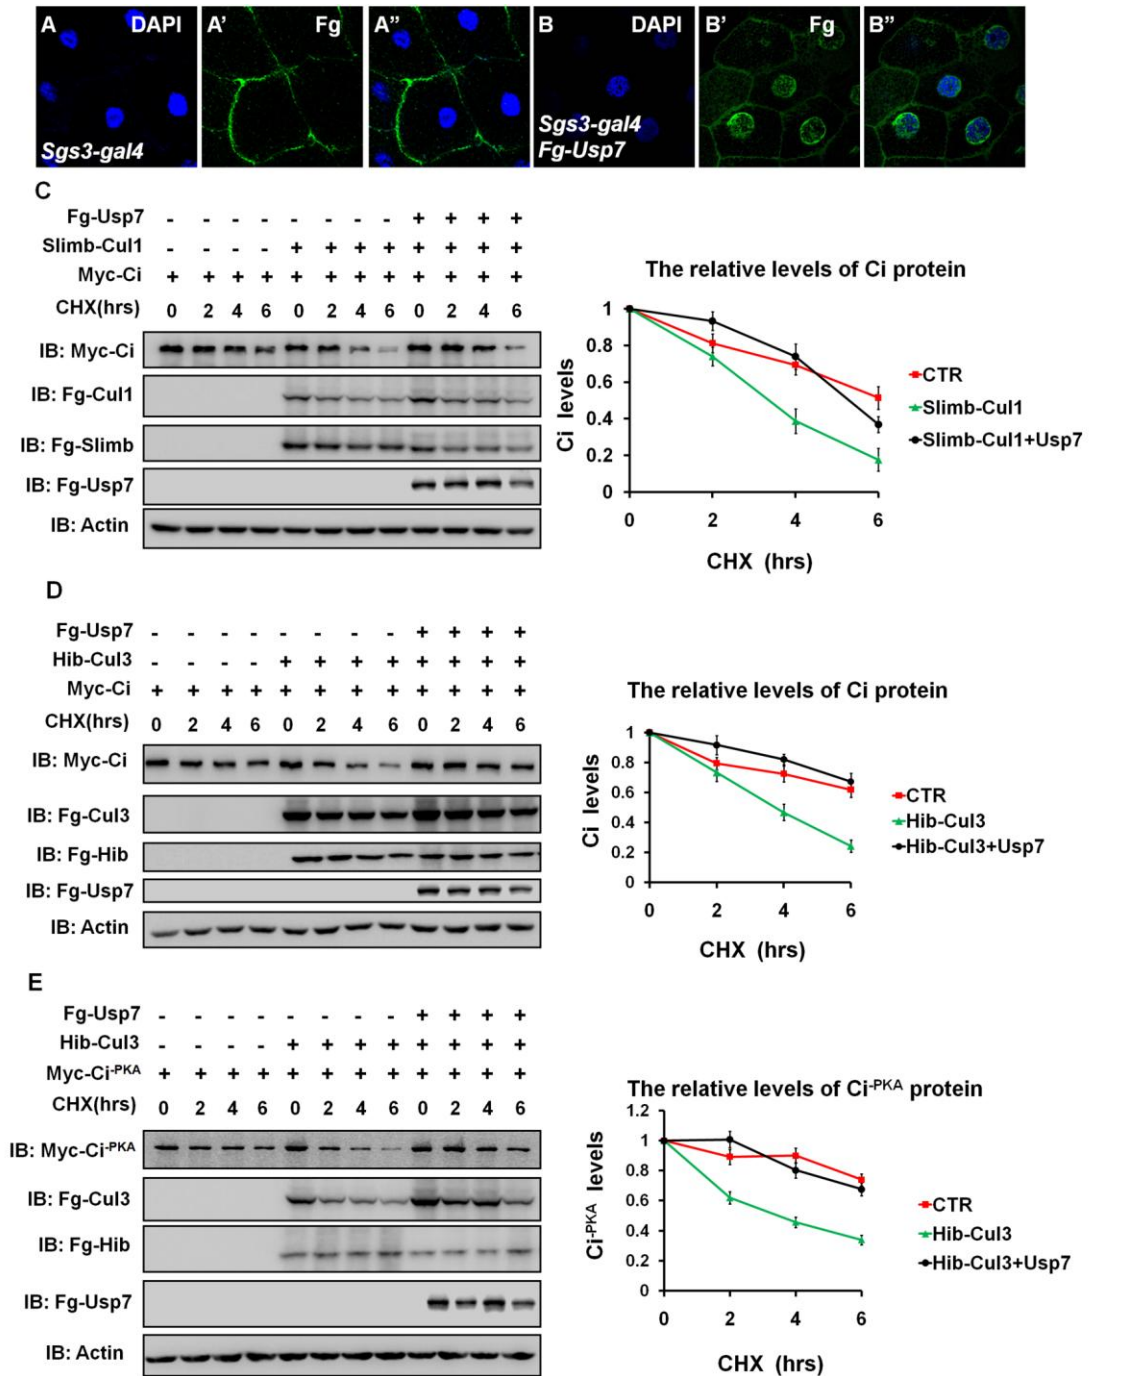 A DAPI A' Fg A" B DAPI B' Fg B"
Sgs3-gal4 Sgs3-gal4
Fg-Usp7
C
Fg-Usp7 - - - - - - - - + + + +
Slimb-Cul1 - - - - + + + + + + + +
Myc-Ci + + + + + + + + + + + +
CHX(hrs) 0 2 4 6 0 2 4 6 0 2 4 6
IB: Myc-Ci
IB: Fg-Cul1
IB: Fg-Slimb
IB: Fg-Usp7
IB: Actin
The relative levels of Ci protein
1
0.8
0.6
0.4
0.2
0
Ci levels
0 2 4 6
CHX (hrs)
CTR
Slimb-Cul1
Slimb-Cul1+Usp7
D
Fg-Usp7 - - - - - - - - + + + +
Hib-Cul3 - - - - + + + + + + + +
Myc-Ci + + + + + + + + + + + +
CHX(hrs) 0 2 4 6 0 2 4 6 0 2 4 6
IB: Myc-Ci
IB: Fg-Cul3
IB: Fg-Hib
IB: Fg-Usp7
IB: Actin
The relative levels of Ci protein
1
0.8
0.6
0.4
0.2
0
Ci levels
0 2 4 6
CHX (hrs)
CTR
Hib-Cul3
Hib-Cul3+Usp7
E
Fg-Usp7 - - - - - - - - + + + +
Hib-Cul3 - - - - + + + + + + + +
Myc-Ci-PKA + + + + + + + + + + + +
CHX(hrs) 0 2 4 6 0 2 4 6 0 2 4 6
IB: Myc-Ci-PKA
IB: Fg-Cul3
IB: Fg-Hib
IB: Fg-Usp7
IB: Actin
The relative levels of Ci-PKA protein
1.2
1
0.8
0.6
0.4
0.2
0
Ci-PKA levels
0 2 4 6
CHX (hrs)
CTR
Hib-Cul3
Hib-Cul3+Usp7